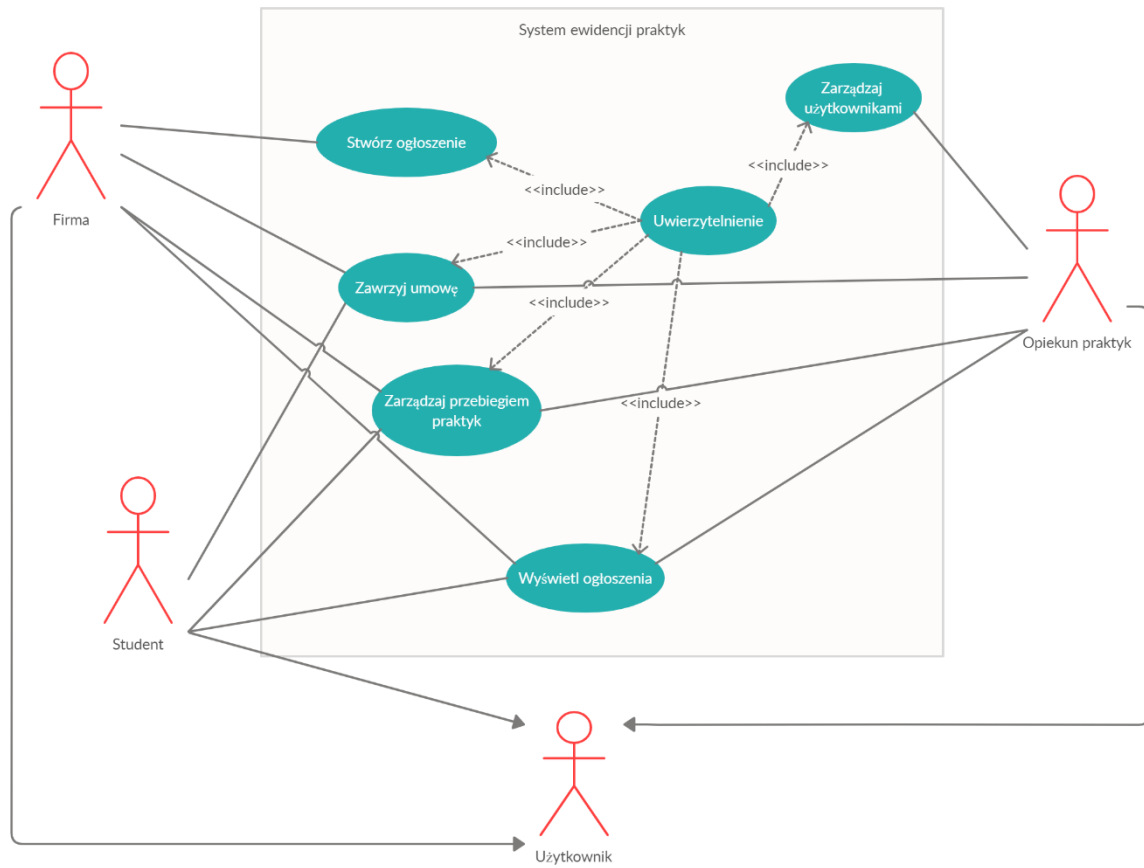 System ewidencji praktyk
Zarządzaj
użytkownikami
Stwórz ogłoszenie
<<include>>
<<include>>
Firma
Uwierzytelnienie
<<include>>
Zawrzyj umowę
<<include>>
Opiekun praktyk
Zarządzaj przebiegiem
praktyk
<<include>>
Wyświetl ogłoszenia
Student
Użytkownik